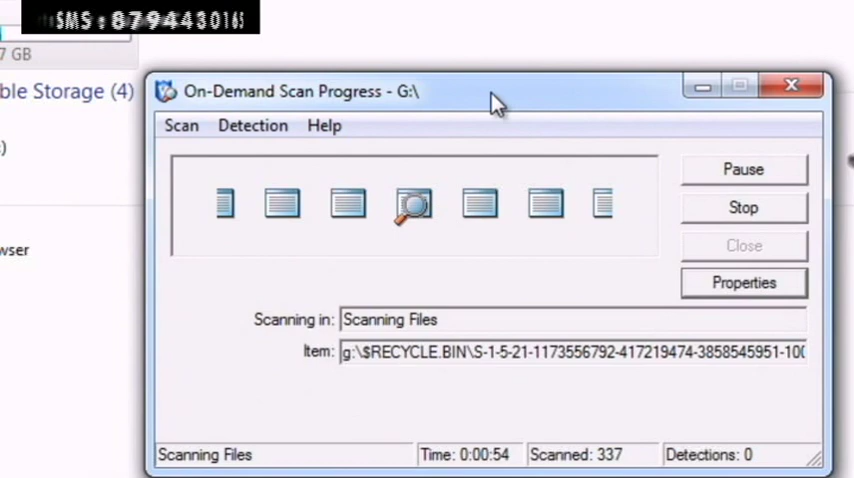 SMS : 8794430165
7 GB
ble Storage (4)
On-Demand Scan Progress - G:\
Scan Detection Help
)
Pause
Stop
Close
wser
Properties
Scanning in: Scanning Files
Item: g:\$RECYCLE.BIN\S-1-5-21-1173556792-417219474-3858545951-100
Scanning Files Time: 0:00:54 Scanned: 337 Detections: 0